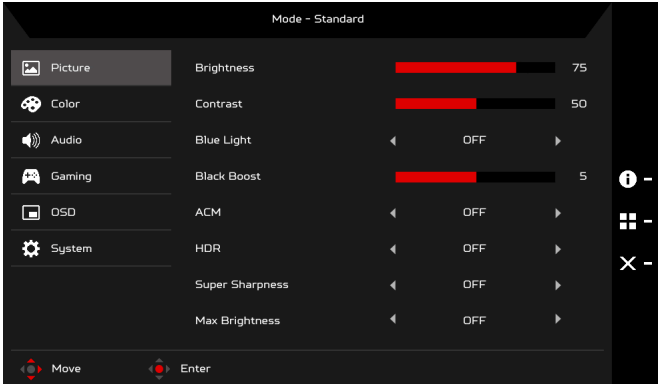 Mode - Standard
Picture
Brightness 75
Color
Contrast 50
Audio
Blue Light OFF
Gaming
Black Boost 5
OSD
ACM OFF
System
HDR OFF
Super Sharpness OFF
Max Brightness OFF
Move Enter